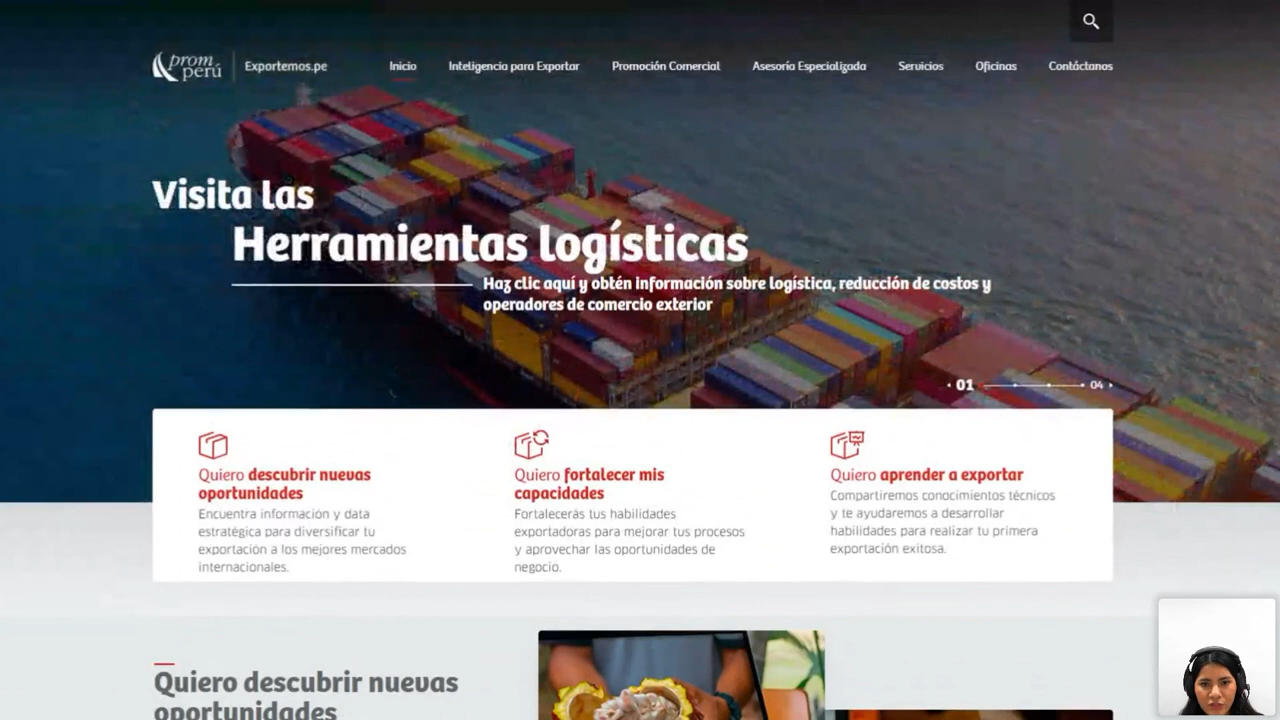 prom
perú
Exportemos.pe
Inicio
Inteligencia para Exportar
Promoción Comercial
Asesoría Especializada
Servicios
Oficinas
Contáctanos
Visita las
Herramientas logísticas
Haz clic aquí y obtén información sobre logística, reducción de costos y
operadores de comercio exterior
01
04
Quiero descubrir nuevas
oportunidades
Encuentra información y data
estratégica para diversificar tu
exportación a los mejores mercados
internacionales.
Quiero fortalecer mis
capacidades
Fortalecerás tus habilidades
exportadoras para mejorar tus procesos
y aprovechar las oportunidades de
negocio.
Quiero aprender a exportar
Compartiremos conocimientos técnicos
y te ayudaremos a desarrollar
habilidades para realizar tu primera
exportación exitosa.
Quiero descubrir nuevas
oportunidades